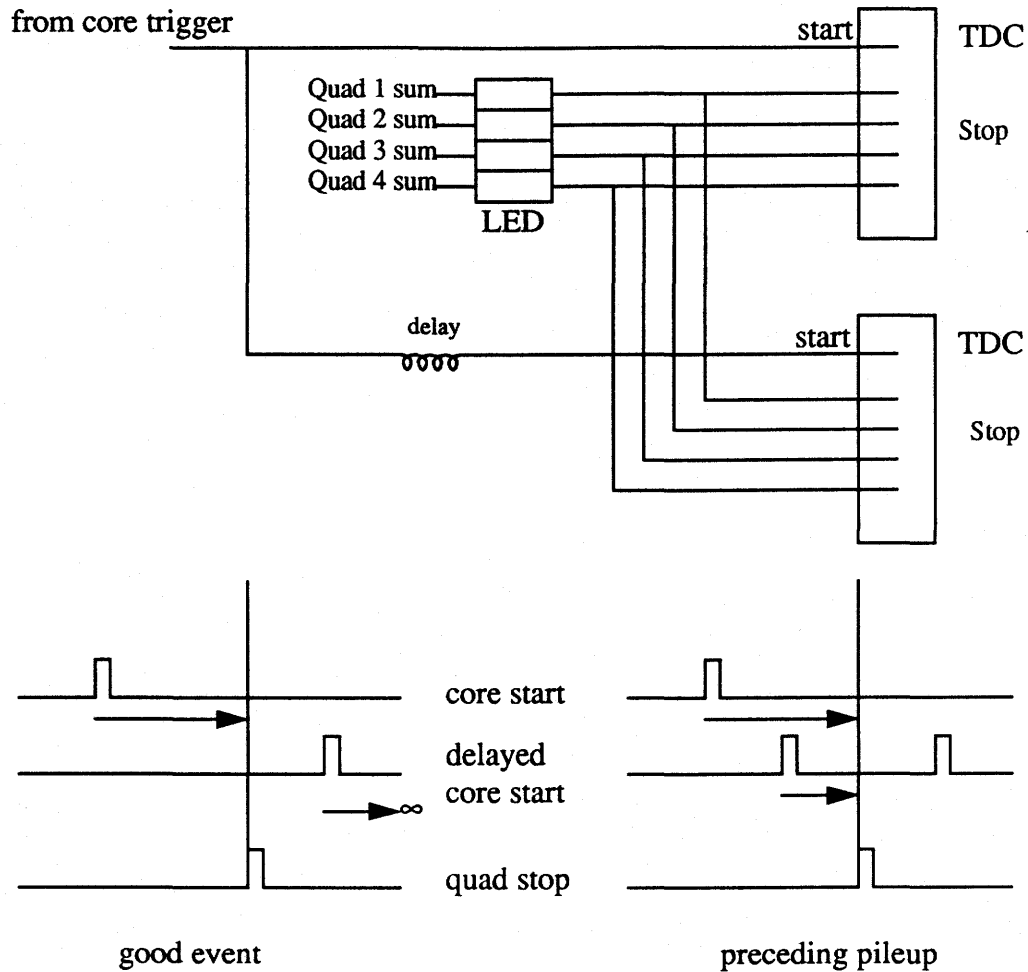 from core trigger
start
TDC
Quad 1 sum
Quad 2 sum
Quad 3 sum
Quad 4 sum
Stop
LED
delay
start
TDC
Stop
core start
delayed
core start
∞
quad stop
good event
preceding pileup